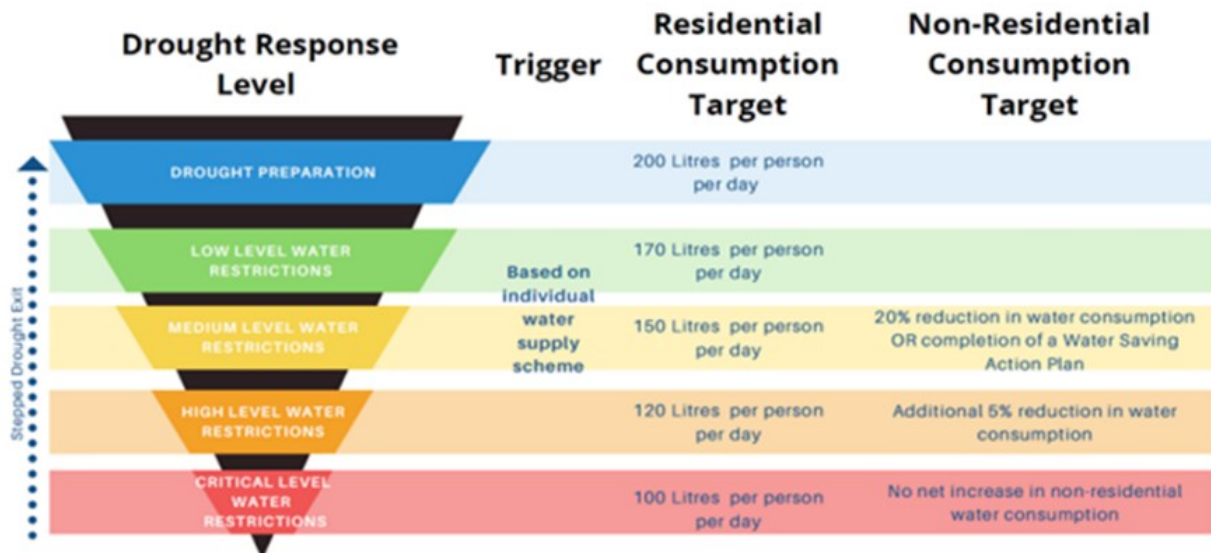 Drought Response
Level
Trigger
Residential
Consumption
Target
Non-Residential
Consumption
Target
Stepped Drought Exit
DROUGHT PREPARATION
200 Litres per person
per day
LOW LEVEL WATER
RESTRICTIONS
170 Litres per person
per day
Based on
individual
water
supply
scheme
MEDIUM LEVEL WATER
RESTRICTIONS
150 Litres per person
per day
20% reduction in water consumption
OR completion of a Water Saving
Action Plan
HIGH LEVEL WATER
RESTRICTIONS
120 Litres per person
per day
Additional 5% reduction in water
consumption
CRITICAL LEVEL
WATER
RESTRICTIONS
100 Litres per person
per day
No net increase in non-residential
water consumption